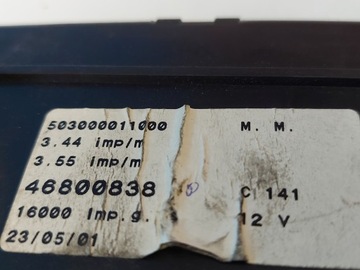 503000011000 M. M.
3.44 imp/m
3.55 imp/m
46800838 C 141
16000 Imp.g. 12 V
23/05/01